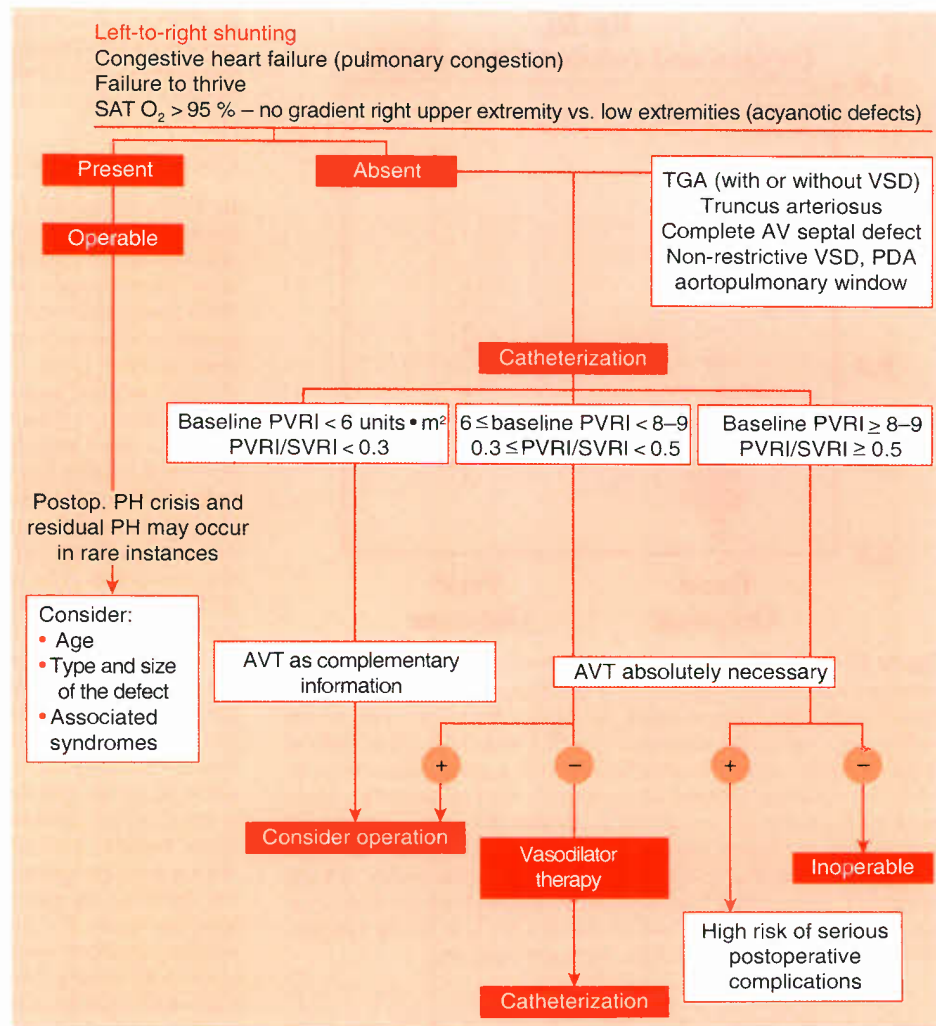 Left-to-right shunting
Congestive heart failure (pulmonary congestion)
Failure to thrive
SAT O₂ > 95 % – no gradient right upper extremity vs. low extremities (acyanotic defects)
Present
Absent
TGA (with or without VSD)
Truncus arteriosus
Complete AV septal defect
Non-restrictive VSD, PDA
aortopulmonary window
Operable
Catheterization
Baseline PVRI < 6 units • m²
PVRI/SVRI < 0.3
6 ≤ baseline PVRI < 8–9
0.3 ≤ PVRI/SVRI < 0.5
Baseline PVRI ≥ 8–9
PVRI/SVRI ≥ 0.5
Postop. PH crisis and
residual PH may occur
in rare instances
Consider:
• Age
• Type and size
of the defect
• Associated
syndromes
AVT as complementary
information
AVT absolutely necessary
+
−
+
−
Consider operation
Vasodilator
therapy
Inoperable
High risk of serious
postoperative
complications
Catheterization